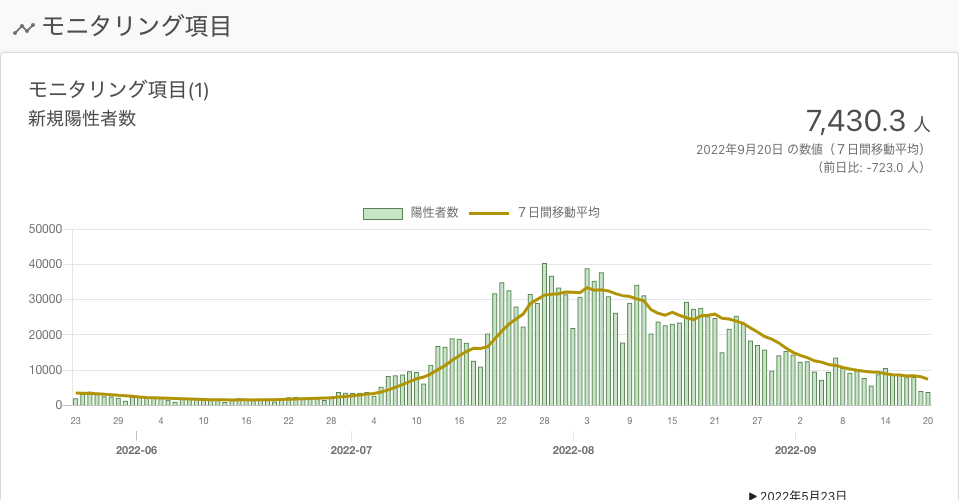 モニタリング項目
モニタリング項目(1)
新規陽性者数
7,430.3 人
2022年9月20日 の数値（７日間移動平均）
（前日比: -723.0 人）
陽性者数 ７日間移動平均
50000
40000
30000
20000
10000
0
23 29 4 10 16 22 28 4 10 16 22 28 3 9 15 21 27 2 8 14 20
2022-06 2022-07 2022-08 2022-09
▶ 2022年5月23日